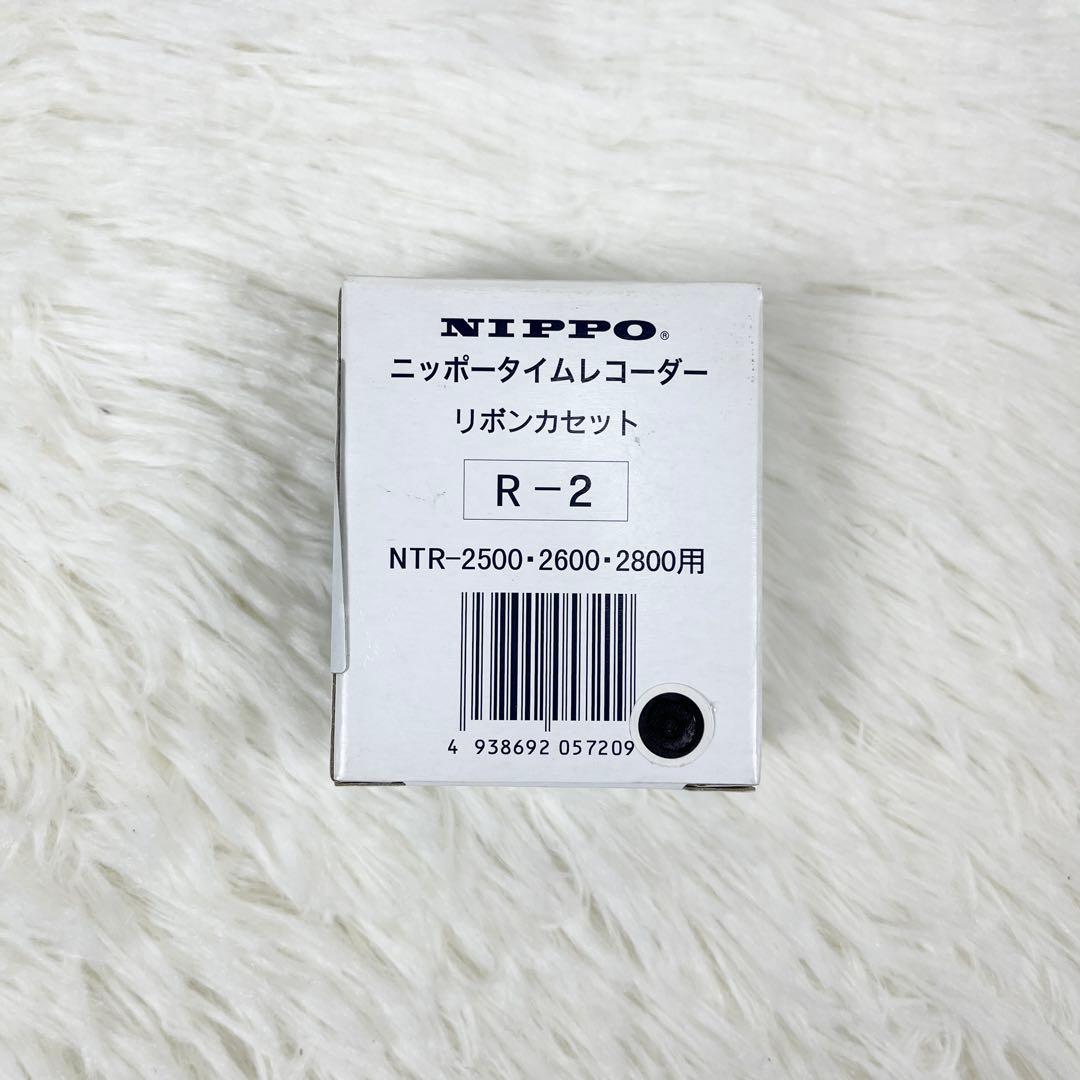 NIPPO®
ニッポータイムレコーダー
リボンカセット
R-2
NTR-2500・2600・2800用
4 938692 057209